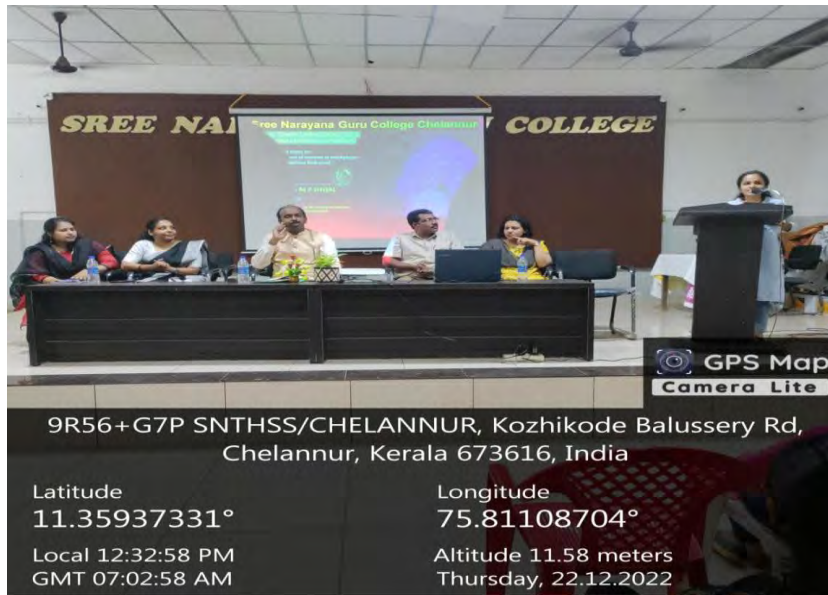 SREE NA
COLLEGE
Sree Narayana Guru College Chelannur
GPS Map
Camera Lite
9R56+G7P SNTHSS/CHELANNUR, Kozhikode Balussery Rd,
Chelannur, Kerala 673616, India
Latitude
11.35937331°
Longitude
75.81108704°
Local 12:32:58 PM
GMT 07:02:58 AM
Altitude 11.58 meters
Thursday, 22.12.2022